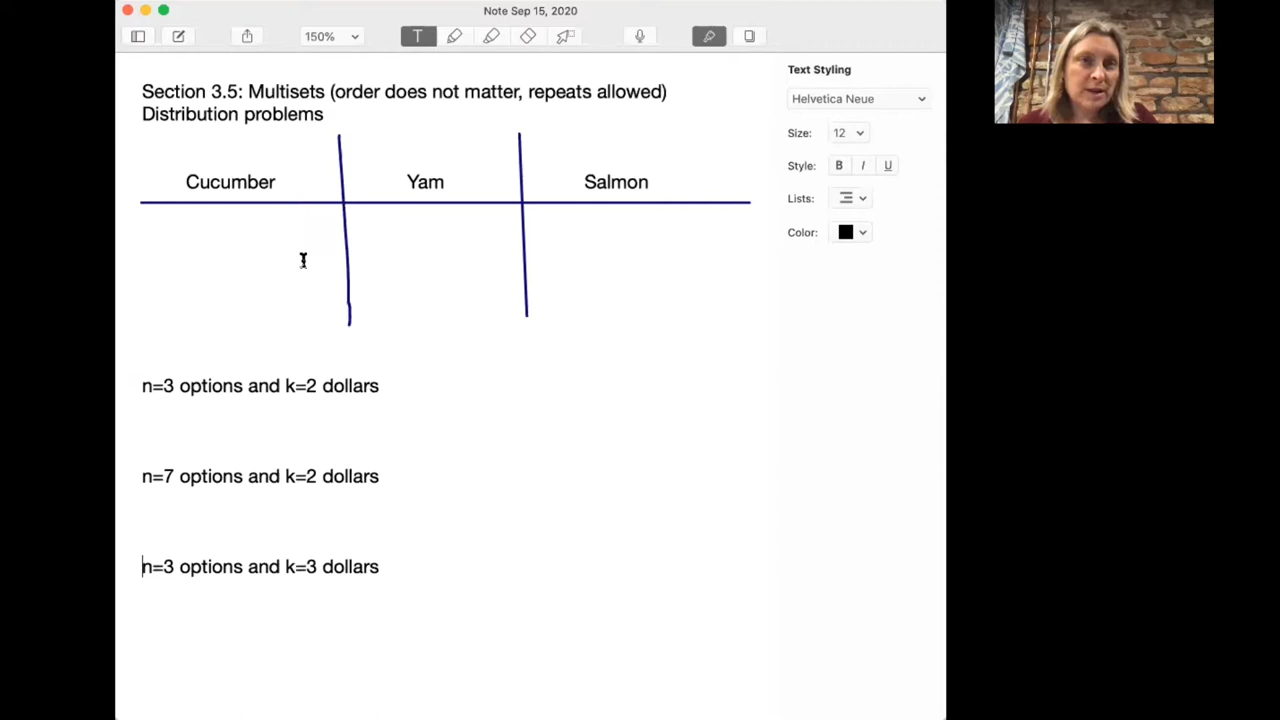 Note Sep 15, 2020
150%
T
Text Styling
Section 3.5: Multisets (order does not matter, repeats allowed)
Distribution problems
Helvetica Neue
Size: 12
Style: B I U
Cucumber Yam Salmon
Lists:
Color:
n=3 options and k=2 dollars
n=7 options and k=2 dollars
n=3 options and k=3 dollars